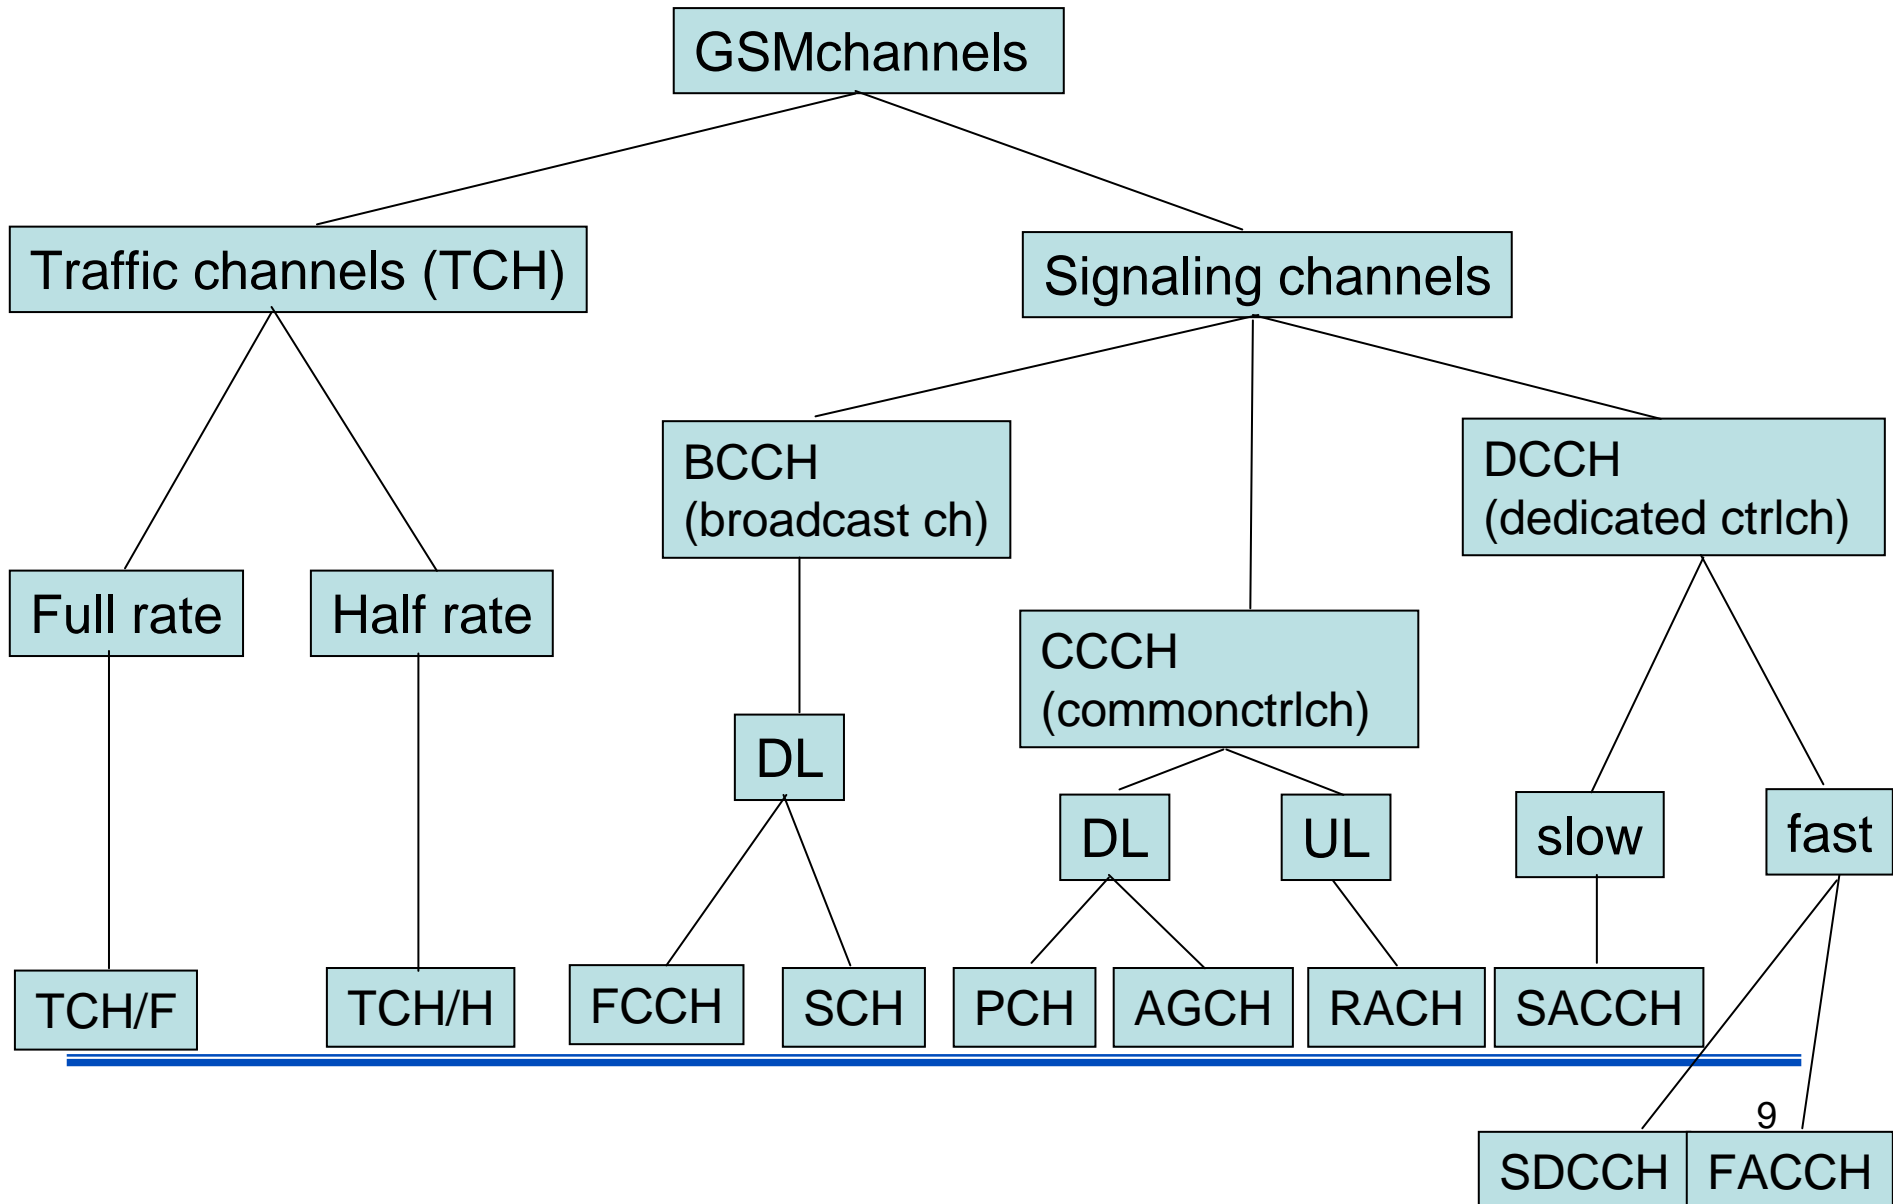 GSMchannels
Traffic channels (TCH)
Signaling channels
BCCH
(broadcast ch)
DCCH
(dedicated ctrlch)
Full rate
Half rate
CCCH
(commonctrlch)
DL
DL
UL
slow
fast
TCH/F
TCH/H
FCCH
SCH
PCH
AGCH
RACH
SACCH
9
SDCCH
FACCH